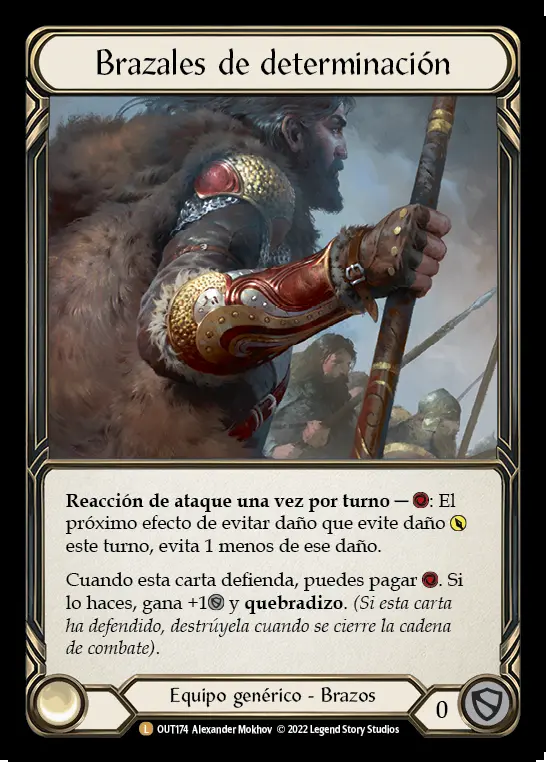 Brazales de determinación
Reacción de ataque una vez por turno — : El
próximo efecto de evitar daño que evite daño
este turno, evita 1 menos de ese daño.
Cuando esta carta defienda, puedes pagar . Si
lo haces, gana +1 y quebradizo. (Si esta carta
ha defendido, destrúyela cuando se cierre la cadena
de combate).
Equipo genérico - Brazos
0
L OUT174 Alexander Mokhov © 2022 Legend Story Studios